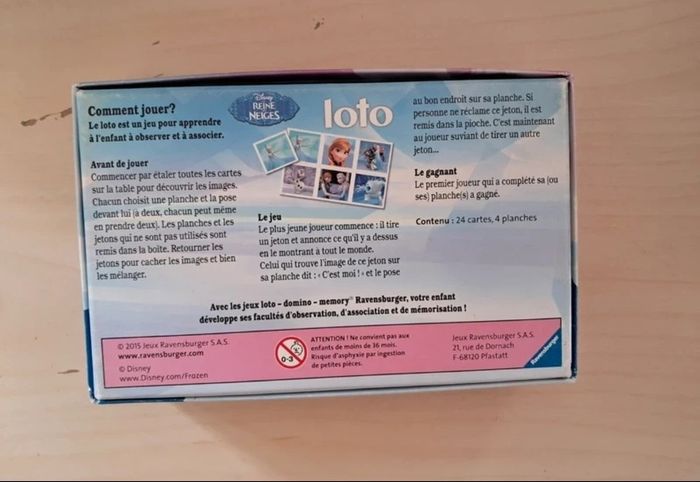 Comment jouer?
Le loto est un jeu pour apprendre
à l'enfant à observer et à associer.
Avant de jouer
Commencer par étaler toutes les cartes
sur la table pour découvrir les images.
Chacun choisit une planche et la pose
devant lui (à deux, chacun peut même
en prendre deux). Les planches et les
jetons qui ne sont pas utilisés sont
remis dans la boîte. Retourner les
jetons pour cacher les images et bien
les mélanger.
Disney
REINE
NEIGES
loto
Le jeu
Le plus jeune joueur commence : il tire
un jeton et annonce ce qu'il y a dessus
en le montrant à tout le monde.
Celui qui trouve l'image de ce jeton sur
sa planche dit : « C'est moi ! » et le pose
au bon endroit sur sa planche. Si
personne ne réclame ce jeton, il est
remis dans la pioche. C'est maintenant
au joueur suivant de tirer un autre
jeton...
Le gagnant
Le premier joueur qui a complété sa (ou
ses) planche(s) a gagné.
Contenu : 24 cartes, 4 planches
Avec les jeux loto - domino - memory® Ravensburger, votre enfant
développe ses facultés d'observation, d'association et de mémorisation !
© 2015 Jeux Ravensburger S.A.S.
www.ravensburger.com
© Disney
www.Disney.com/Frozen
0-3
ATTENTION ! Ne convient pas aux
enfants de moins de 36 mois.
Risque d'asphyxie par ingestion
de petites pièces.
Jeux Ravensburger S.A.S.
21, rue de Dornach
F-68120 Pfastatt
Ravensburger